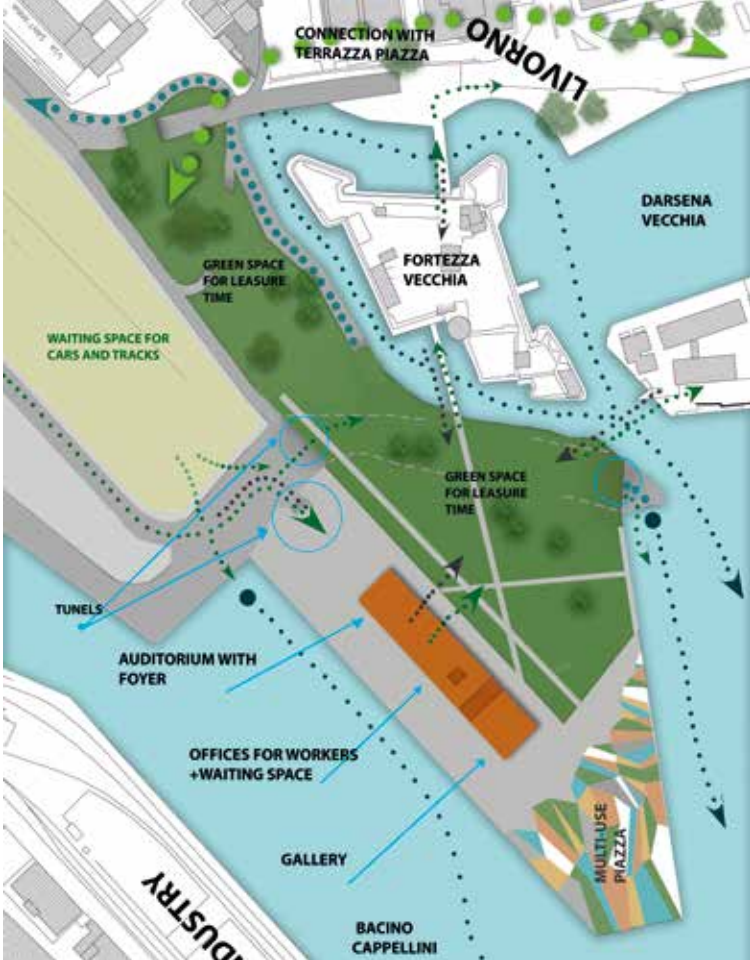 CONNECTION WITH
TERRAZZA PIAZZA
LIVORNO
DARSENA
VECCHIA
FORTEZZA
VECCHIA
GREEN SPACE
FOR LEASURE
TIME
WAITING SPACE FOR
CARS AND TRACKS
GREEN SPACE
FOR LEASURE
TIME
TUNELS
AUDITORIUM WITH
FOYER
OFFICES FOR WORKERS
+WAITING SPACE
GALLERY
MULTI-USE
PIAZZA
NDUSTRY
BACINO
CAPPELLINI